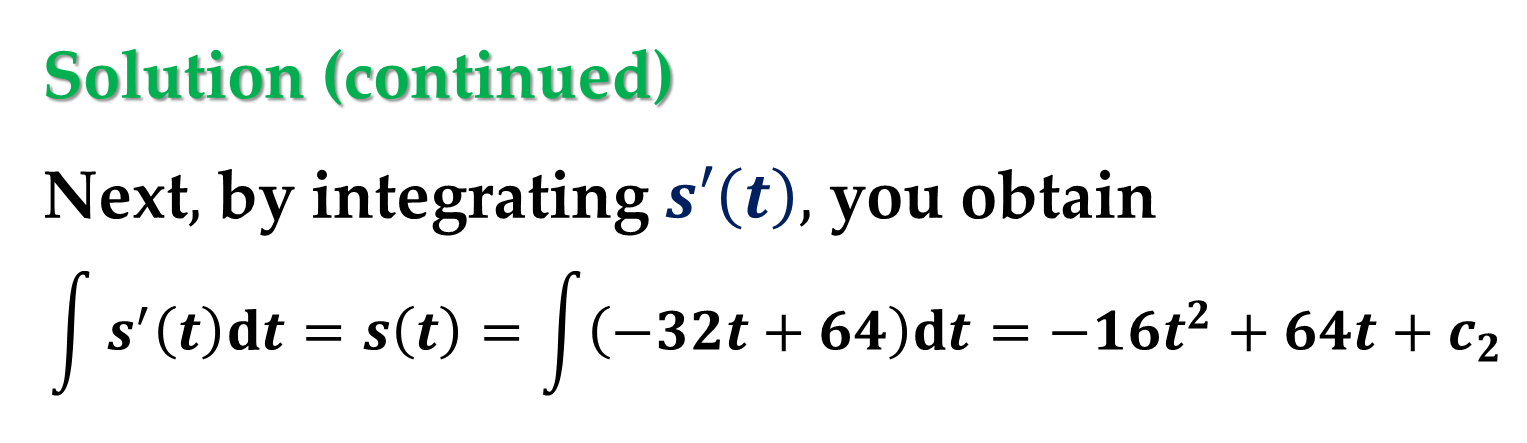 Solution (continued)
Next, by integrating s′(t), you obtain
∫ s′(t)dt = s(t) = ∫(−32t + 64)dt = −16t² + 64t + c₂